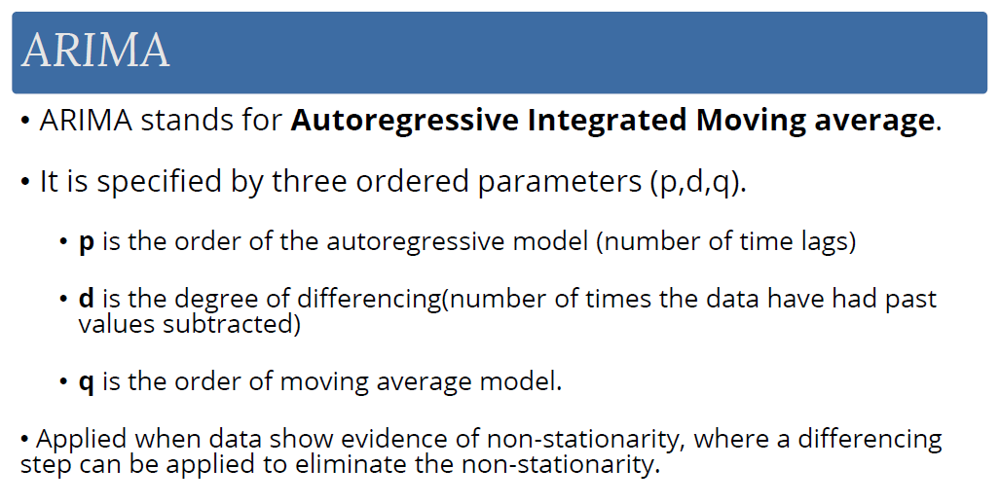 ARIMA
• ARIMA stands for Autoregressive Integrated Moving average.
• It is specified by three ordered parameters (p,d,q).
• p is the order of the autoregressive model (number of time lags)
• d is the degree of differencing(number of times the data have had past
values subtracted)
• q is the order of moving average model.
• Applied when data show evidence of non-stationarity, where a differencing
step can be applied to eliminate the non-stationarity.